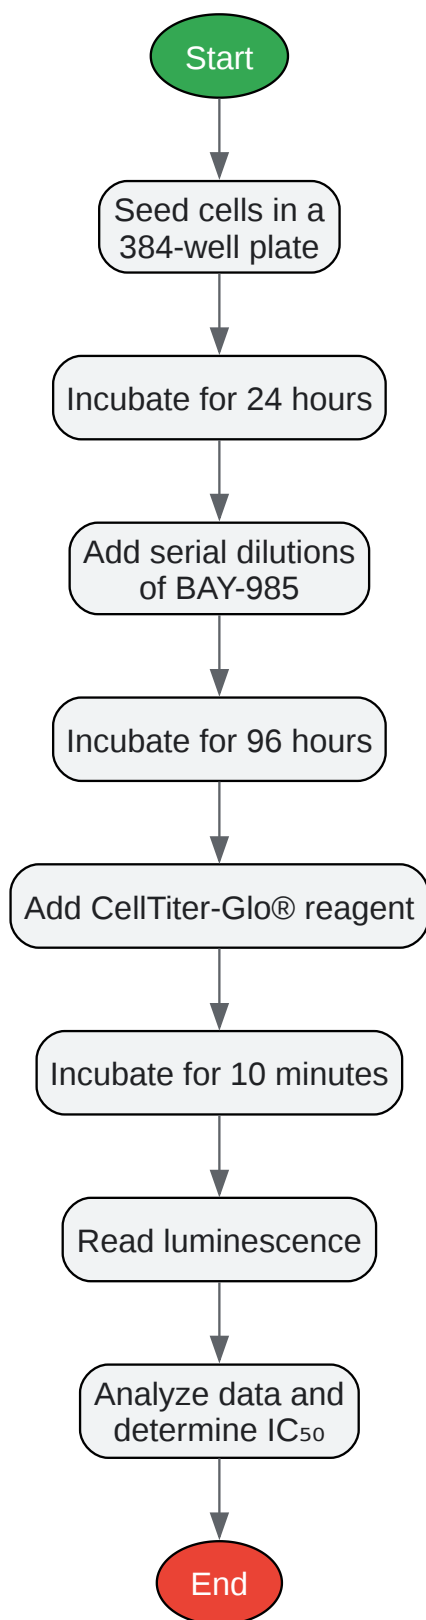 Start
Seed cells in a
384-well plate
Incubate for 24 hours
Add serial dilutions
of BAY-985
Incubate for 96 hours
Add CellTiter-Glo® reagent
Incubate for 10 minutes
Read luminescence
Analyze data and
determine IC₅₀
End